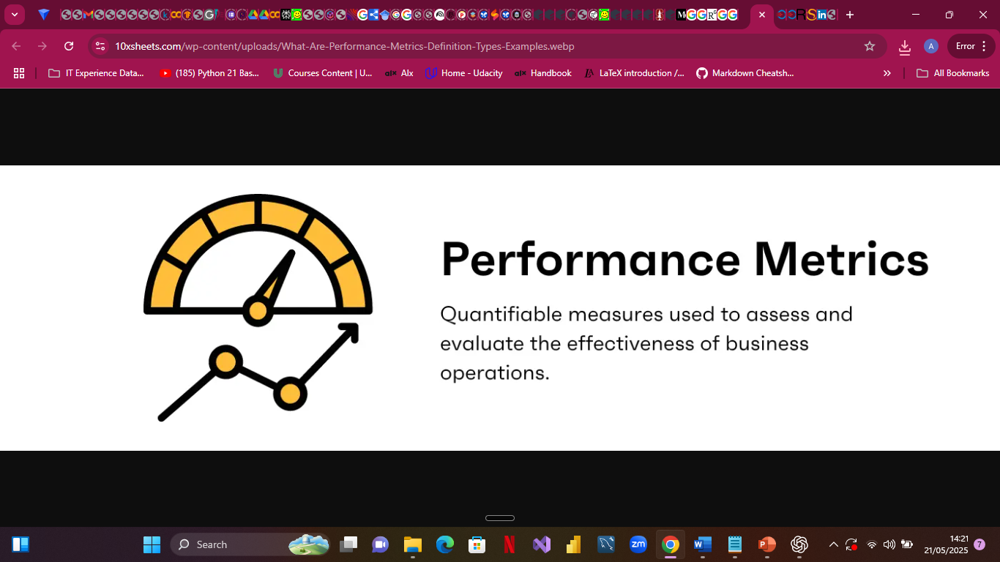 10xsheets.com/wp-content/uploads/What-Are-Performance-Metrics-Definition-Types-Examples.webp
A
Error
IT Experience Data...
(185) Python 21 Bas...
Courses Content | U...
Alx
Home - Udacity
Handbook
LaTeX introduction /...
Markdown Cheatsh...
All Bookmarks
Performance Metrics
Quantifiable measures used to assess and
evaluate the effectiveness of business
operations.
Search
zm
14:21
21/05/2025
7